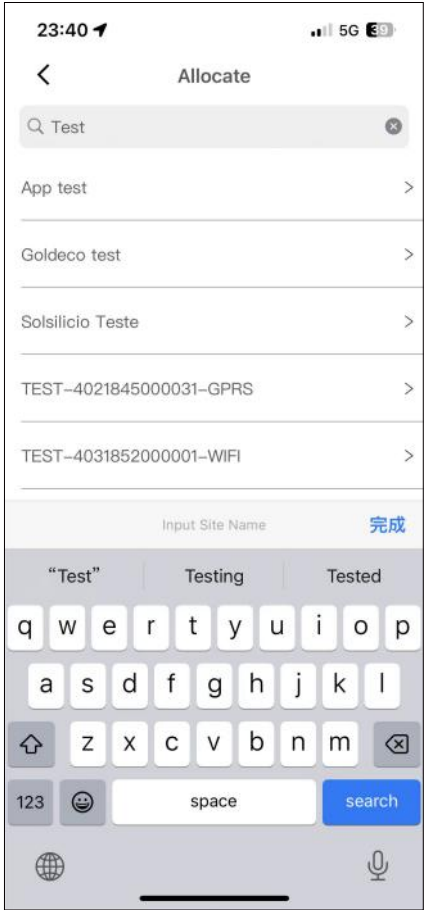 23:40 5G 39
Allocate
Test
App test
Goldeco test
Solsilicio Teste
TEST-4021845000031-GPRS
TEST-4031852000001-WIFI
Input Site Name 完成
“Test” Testing Tested
q w e r t y u i o p
a s d f g h j k l
z x c v b n m
123 space search